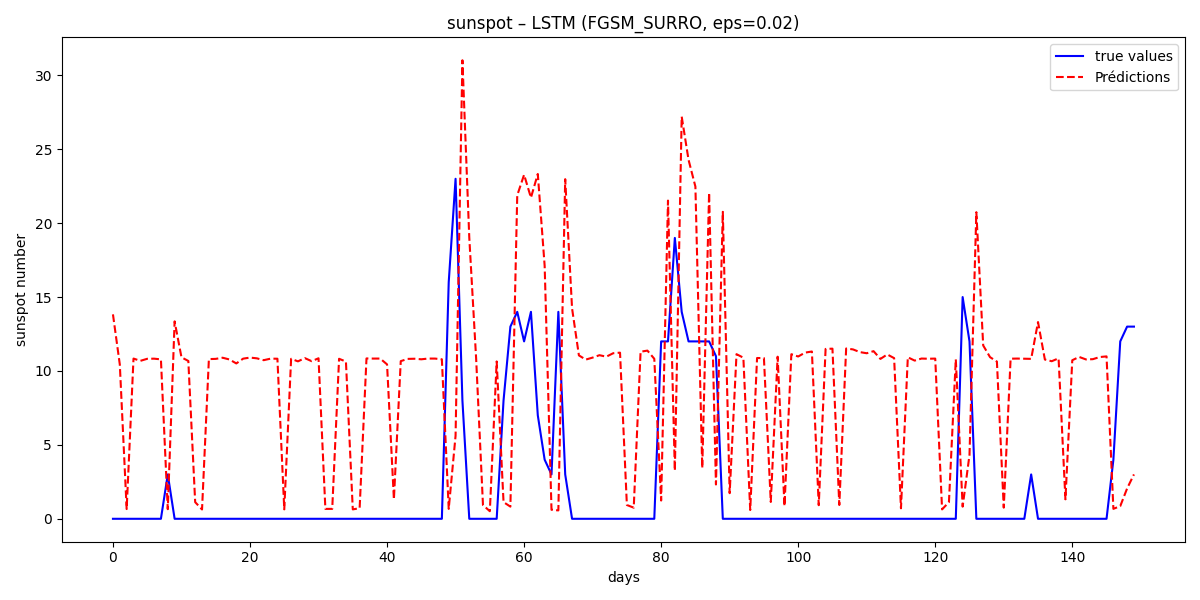 sunspot – LSTM (FGSM_SURRO, eps=0.02)
true values
Prédictions
sunspot number
30
25
20
15
10
5
0
0 20 40 60 80 100 120 140
days